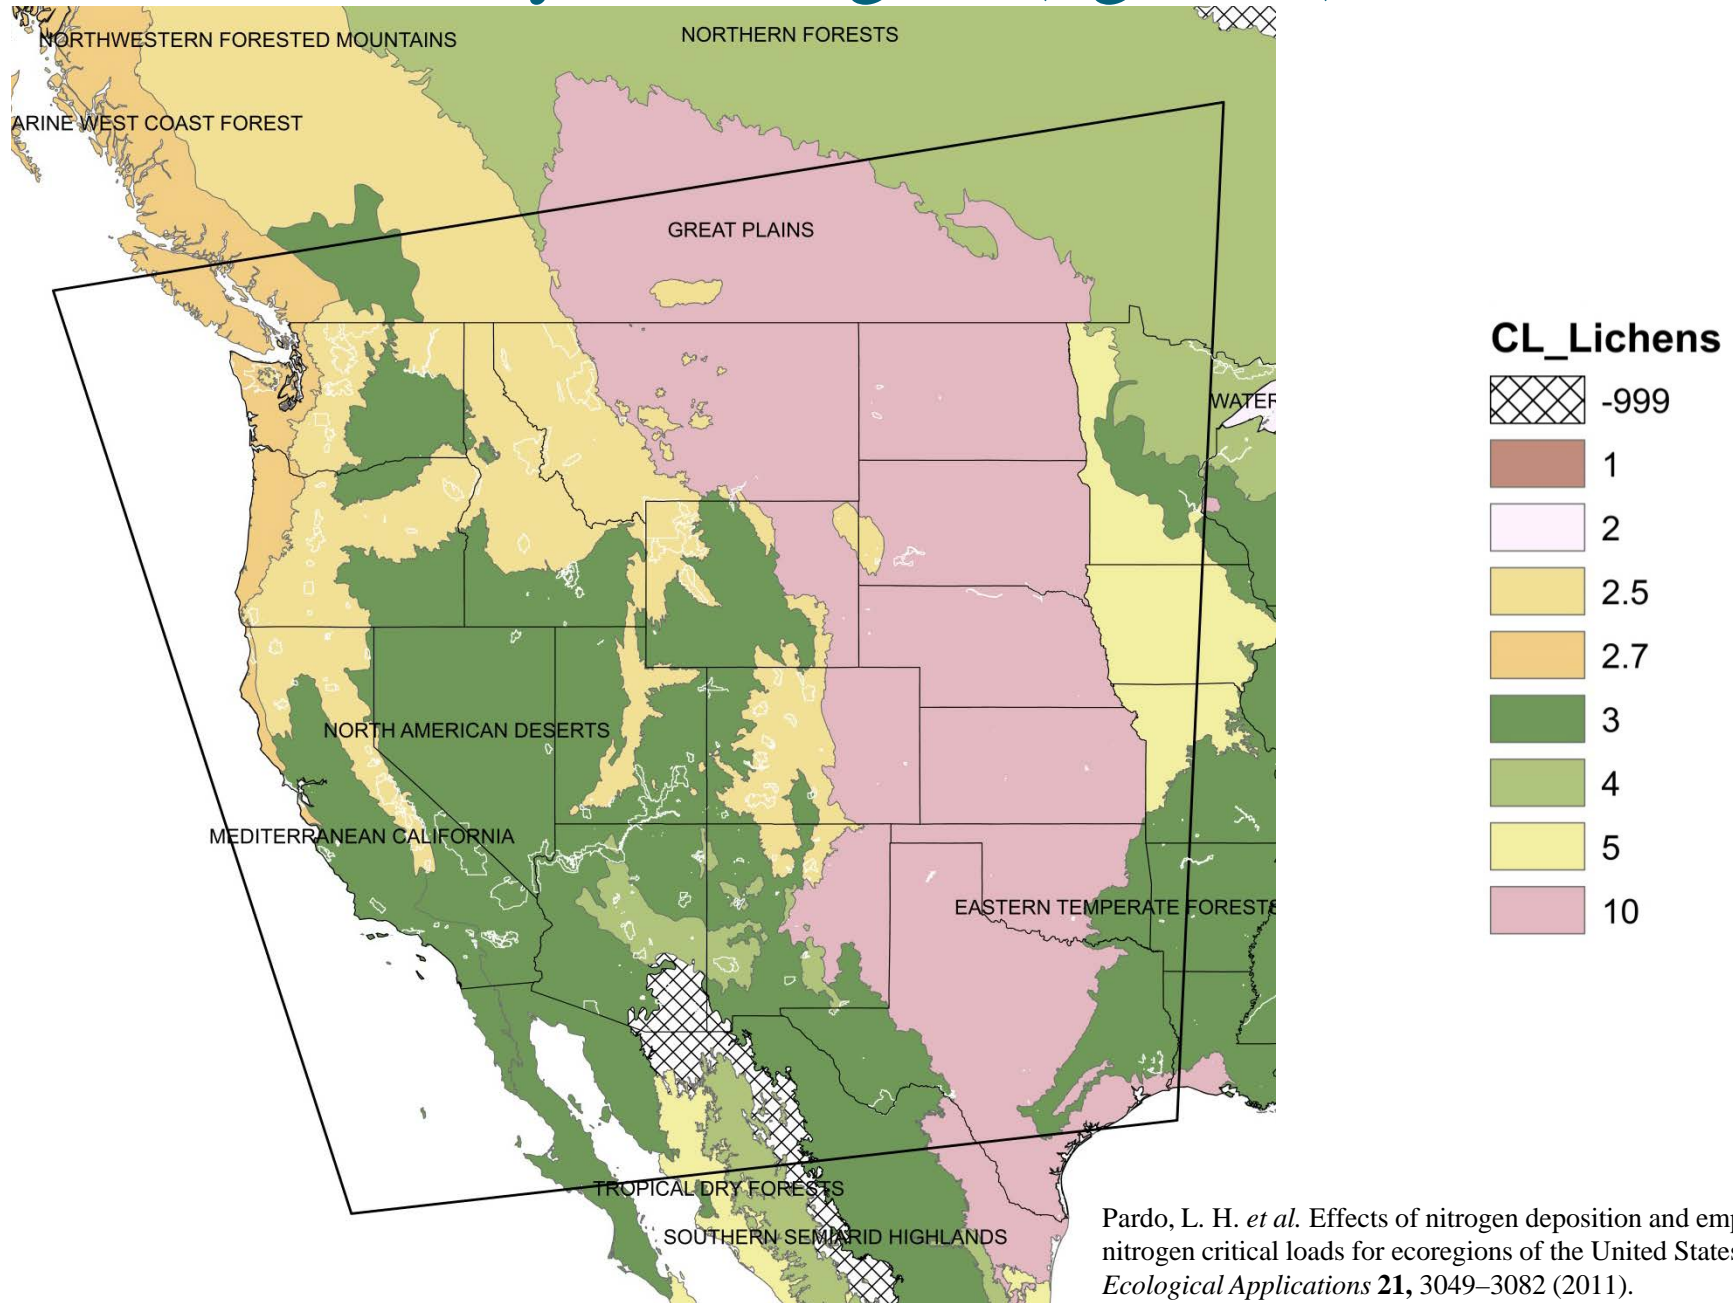 NORTHWESTERN FORESTED MOUNTAINS
NORTHERN FORESTS
ARINE WEST COAST FOREST
GREAT PLAINS
WATER
NORTH AMERICAN DESERTS
MEDITERRANEAN CALIFORNIA
EASTERN TEMPERATE FORESTS
TROPICAL DRY FORESTS
SOUTHERN SEMIARID HIGHLANDS
CL_Lichens
-999
1
2
2.5
2.7
3
4
5
10
Pardo, L. H. et al. Effects of nitrogen deposition and emp
nitrogen critical loads for ecoregions of the United States
Ecological Applications 21, 3049–3082 (2011).